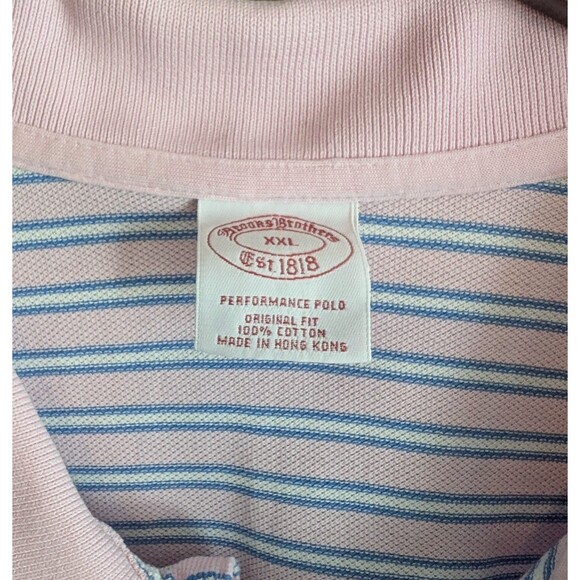 Brooks Brothers
XXL
Est. 1818
PERFORMANCE POLO
ORIGINAL FIT
100% COTTON
MADE IN HONG KONG